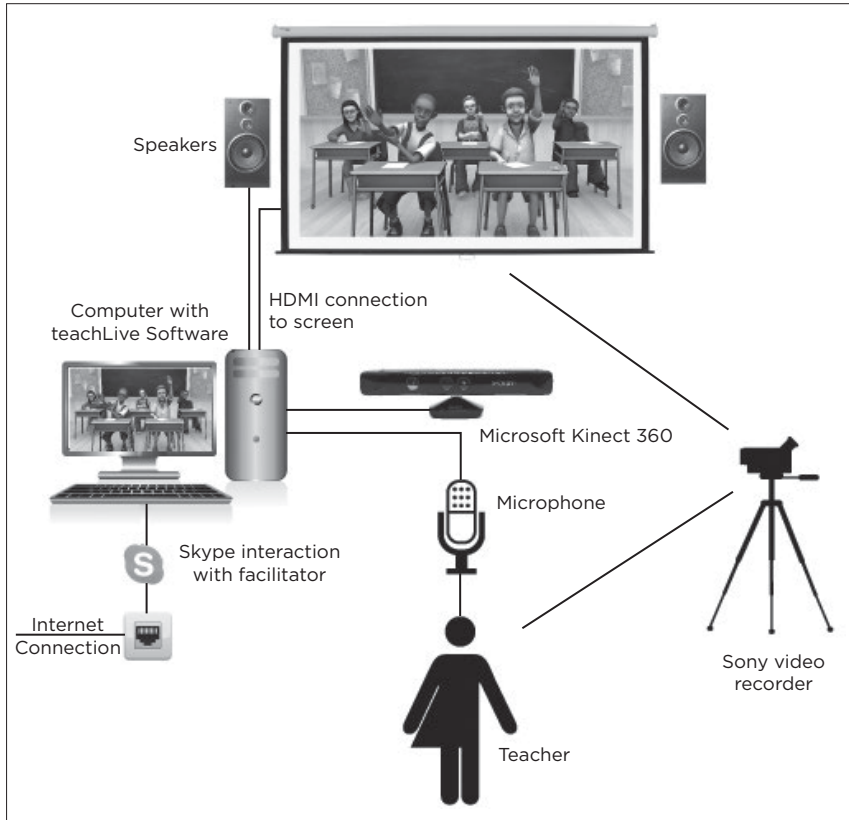 Speakers
HDMI connection
to screen
Computer with
teachLive Software
Microsoft Kinect 360
Microphone
Skype interaction
with facilitator
S
Internet
Connection
Sony video
recorder
Teacher